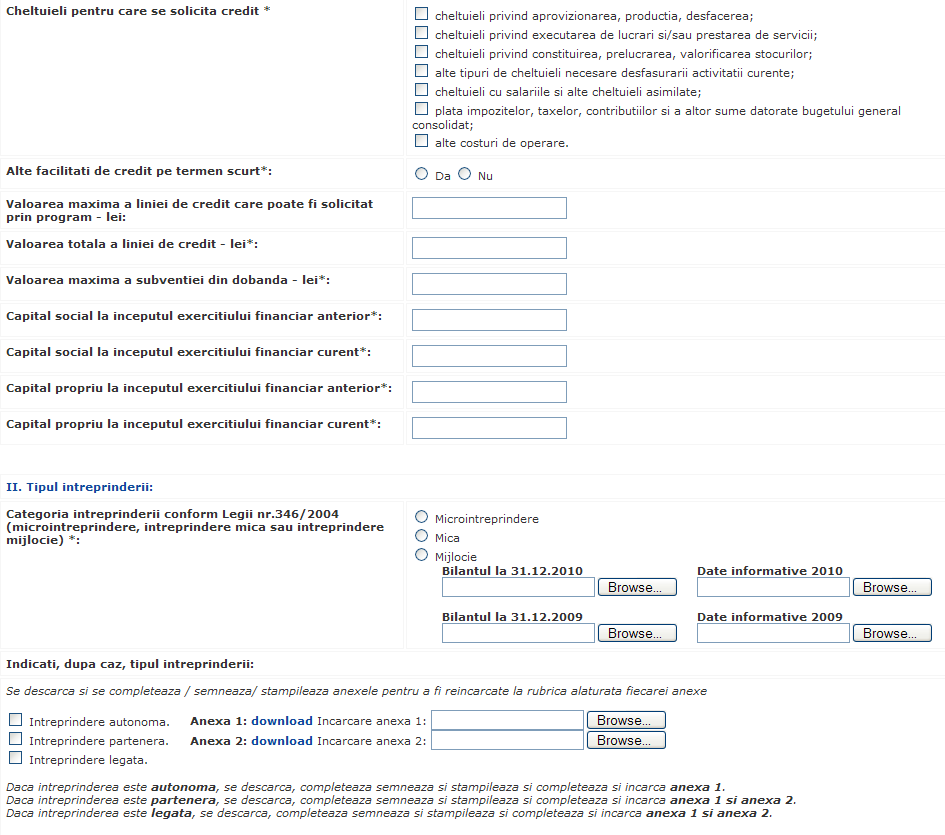 Cheltuieli pentru care se solicita credit *
cheltuieli privind aprovizionarea, productia, desfacerea;
cheltuieli privind executarea de lucrari si/sau prestarea de servicii;
cheltuieli privind constituirea, prelucrarea, valorificarea stocurilor;
alte tipuri de cheltuieli necesare desfasurarii activitatii curente;
cheltuieli cu salariile si alte cheltuieli asimilate;
plata impozitelor, taxelor, contributiilor si a altor sume datorate bugetului general
consolidat;
alte costuri de operare.
Alte facilitati de credit pe termen scurt*:
Da Nu
Valoarea maxima a liniei de credit care poate fi solicitat
prin program - lei:
Valoarea totala a liniei de credit - lei*:
Valoarea maxima a subventiei din dobanda - lei*:
Capital social la inceputul exercitiului financiar anterior*:
Capital social la inceputul exercitiului financiar curent*:
Capital propriu la inceputul exercitiului financiar anterior*:
Capital propriu la inceputul exercitiului financiar curent*:
II. Tipul intreprinderii:
Categoria intreprinderii conform Legii nr.346/2004
(microintreprindere, intreprindere mica sau intreprindere
mijlocie) *:
Microintreprindere
Mica
Mijlocie
Bilantul la 31.12.2010 Date informative 2010
Browse... Browse...
Bilantul la 31.12.2009 Date informative 2009
Browse... Browse...
Indicati, dupa caz, tipul intreprinderii:
Se descarca si se completeaza / semneaza/ stampileaza anexele pentru a fi reincarcate la rubrica alaturata fiecarei anexe
Intreprindere autonoma. Anexa 1: download Incarcare anexa 1: Browse...
Intreprindere partenera. Anexa 2: download Incarcare anexa 2: Browse...
Intreprindere legata.
Daca intreprinderea este autonoma, se descarca, completeaza semneaza si stampileaza si completeaza si incarca anexa 1.
Daca intreprinderea este partenera, se descarca, completeaza semneaza si stampileaza si completeaza si incarca anexa 1 si anexa 2.
Daca intreprinderea este legata, se descarca, completeaza semneaza si stampileaza si completeaza si incarca anexa 1 si anexa 2.